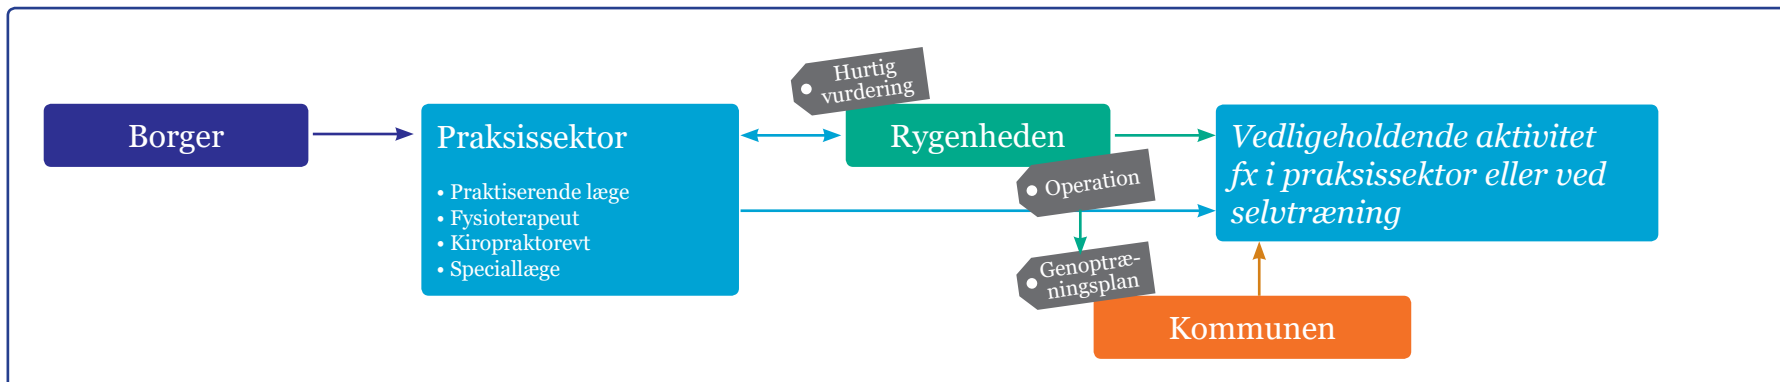 Borger
Praksissektor
• Praktiserende læge
• Fysioterapeut
• Kiropraktorevt
• Speciallæge
Hurtig
vurdering
Rygenheden
Operation
Genoptræ-
ningsplan
Kommunen
Vedligeholdende aktivitet
fx i praksissektor eller ved
selvtræning